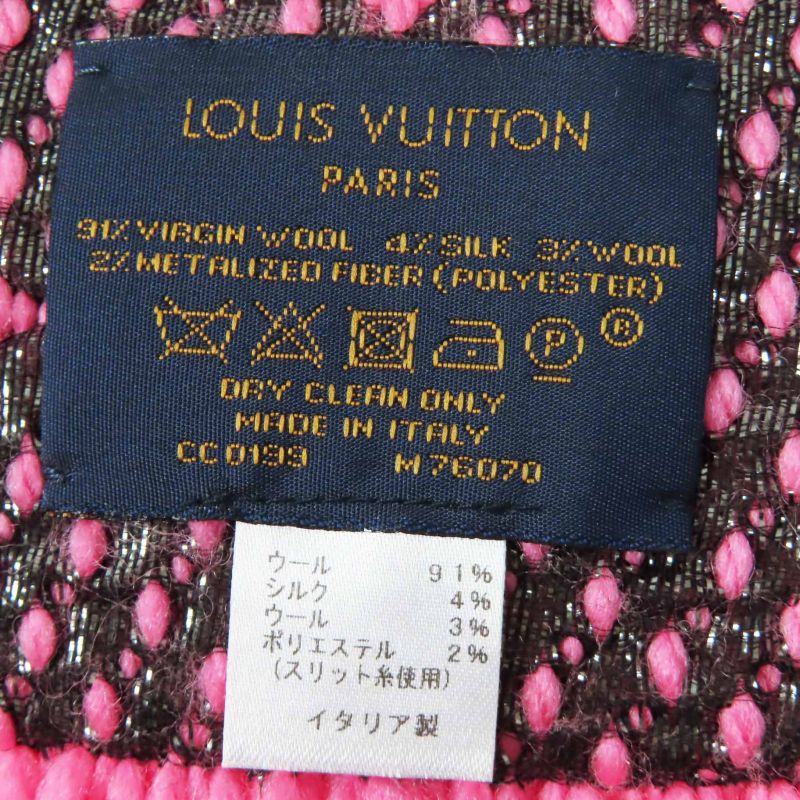 LOUIS VUITTON
PARIS
91% VIRGIN WOOL 4% SILK 3% WOOL
2% METALIZED FIBER (POLYESTER)
P ®
DRY CLEAN ONLY
MADE IN ITALY
CC0199 M76070
ウール 91%
シルク 4%
ウール 3%
ポリエステル 2%
(スリット糸使用)
イタリア製